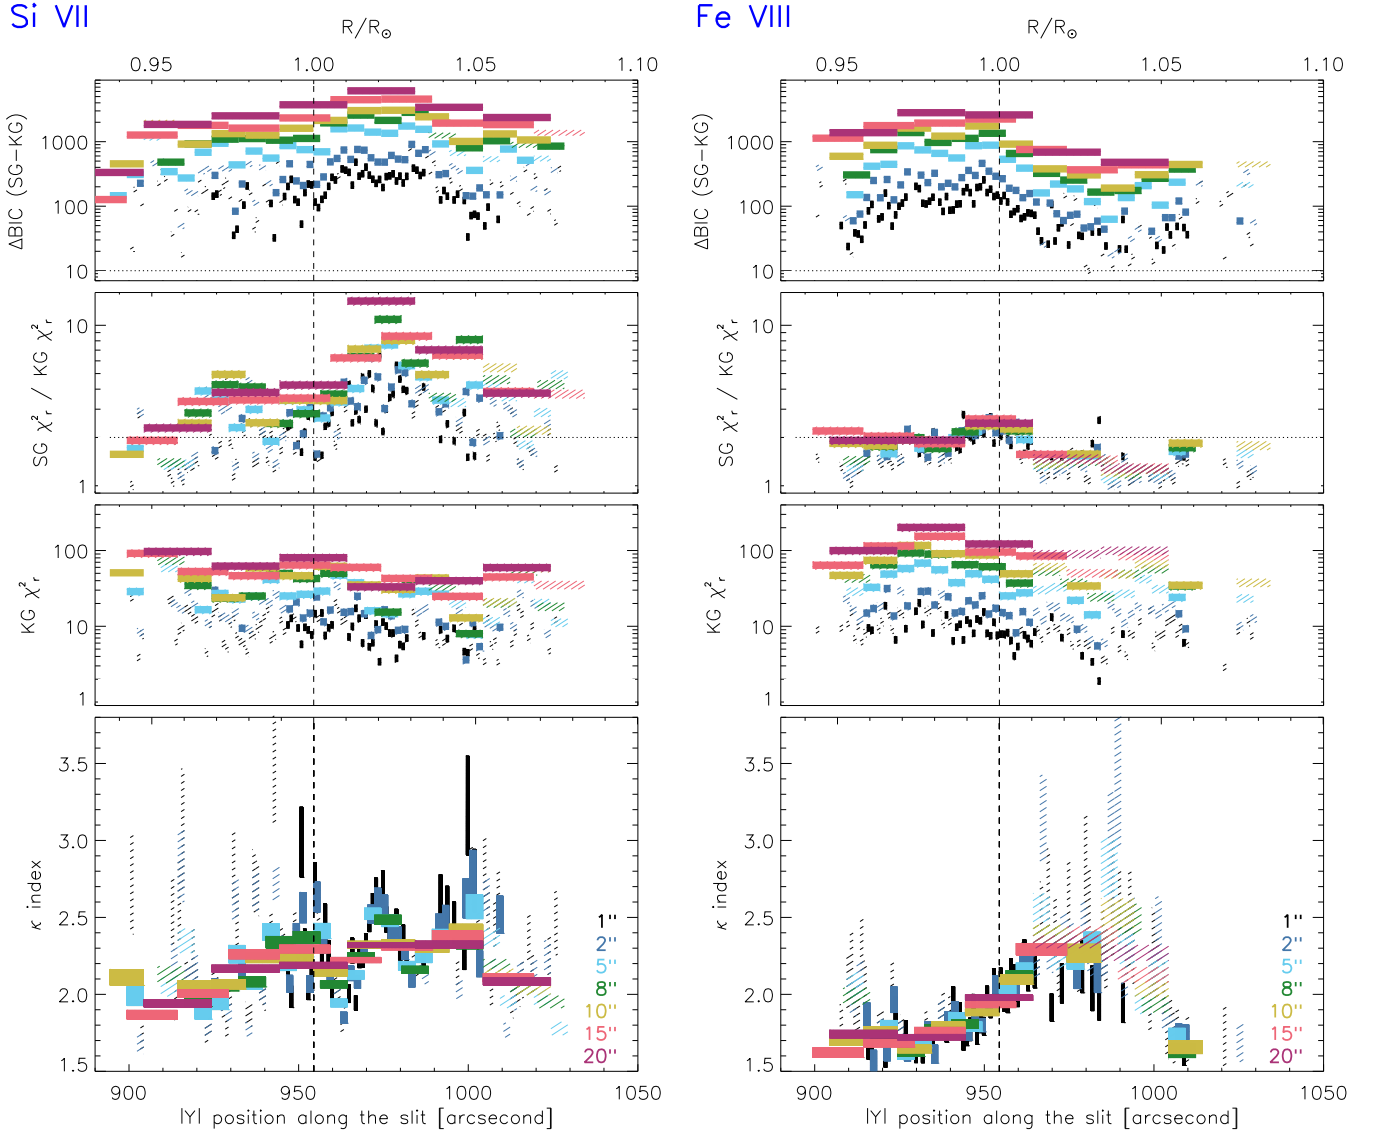 Si VII
Fe VIII
R/R⊙
R/R⊙
0.95 1.00 1.05 1.10
0.95 1.00 1.05 1.10
ΔBIC (SG−KG)
1000
100
10
ΔBIC (SG−KG)
1000
100
10
SG χ²r / KG χ²r
10
1
SG χ²r / KG χ²r
10
1
KG χ²r
100
10
1
KG χ²r
100
10
1
κ index
3.5
3.0
2.5
2.0
1.5
1''
2''
5''
8''
10''
15''
20''
κ index
3.5
3.0
2.5
2.0
1.5
1''
2''
5''
8''
10''
15''
20''
900 950 1000 1050
900 950 1000 1050
|Y| position along the slit [arcsecond]
|Y| position along the slit [arcsecond]